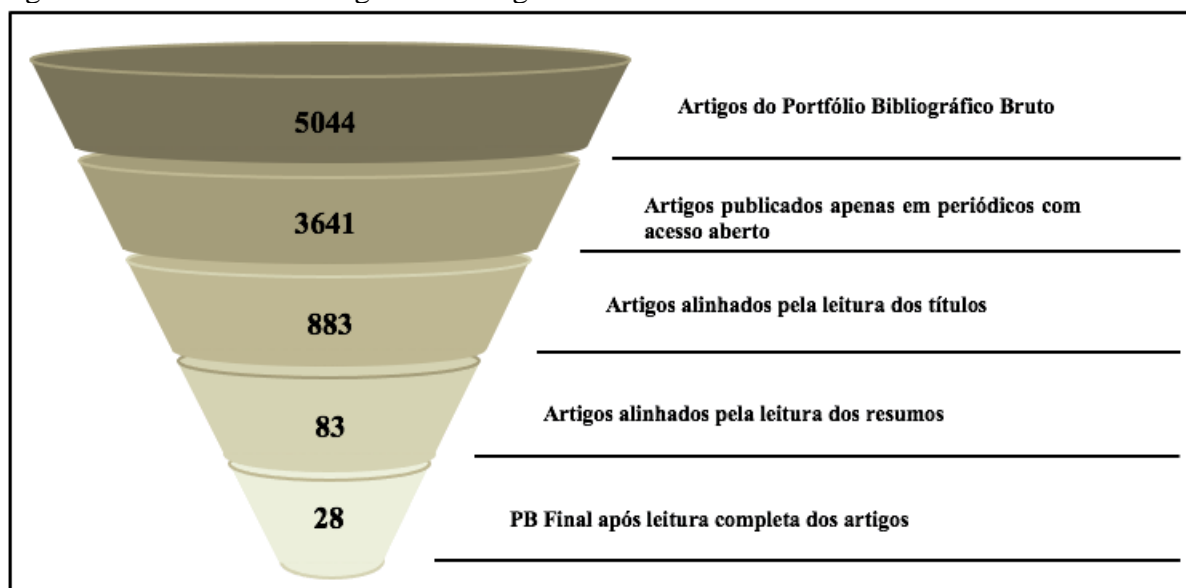 5044
Artigos do Portfólio Bibliográfico Bruto
3641
Artigos publicados apenas em periódicos com
acesso aberto
883
Artigos alinhados pela leitura dos títulos
83
Artigos alinhados pela leitura dos resumos
28
PB Final após leitura completa dos artigos